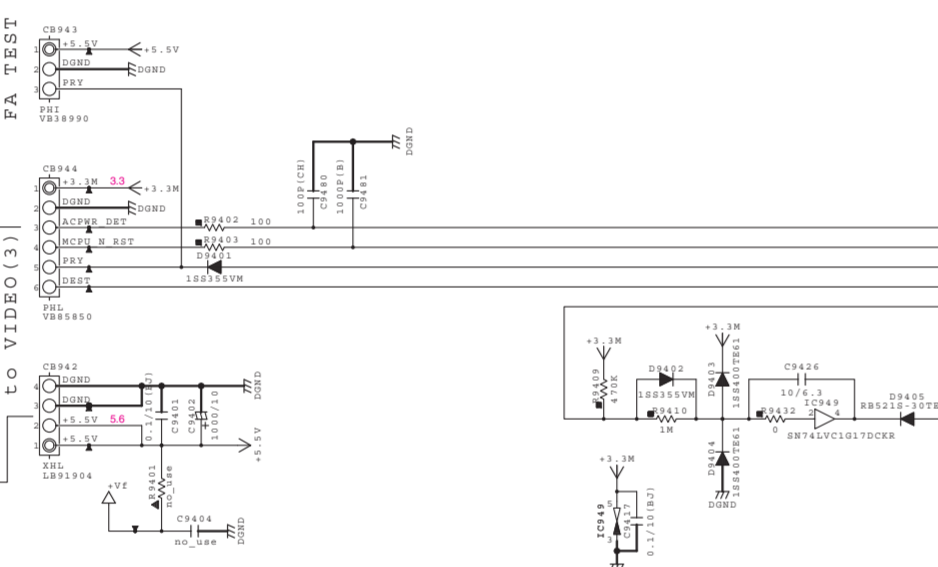 FA TEST
CB943
1 +5.5V +5.5V
2 DGND DGND
3 PRY
PHI
VB38990
to VIDEO(3)
CB944
1 +3.3M 3.3 +3.3M
2 DGND DGND
3 ACPWR_DET
4 MCPU_N_RST
5 PRY
6 DEST
PHL
VB85850
R9402 100
R9403 100
D9401
1SS355VM
100P(CH)
C9480
1000P(B)
C9481
DGND
CB942
4 DGND
3 DGND
2 +5.5V 5.6
1 +5.5V
XHL
LB91904
0.1/10(BJ)
C9401
C9402
1000/10
DGND
+5.5V
+Vf
R9401
no_use
C9404
no_use
DGND
+3.3M
R9409
470K
D9402
1SS355VM
R9410
1M
+3.3M
D9403
1SS400TE61
D9404
1SS400TE61
DGND
C9426
10/6.3
R9432
0
IC949
2 4
SN74LVC1G17DCKR
D9405
RB521S-30TE
+3.3M
IC949
5
3
C9417
0.1/10(BJ)